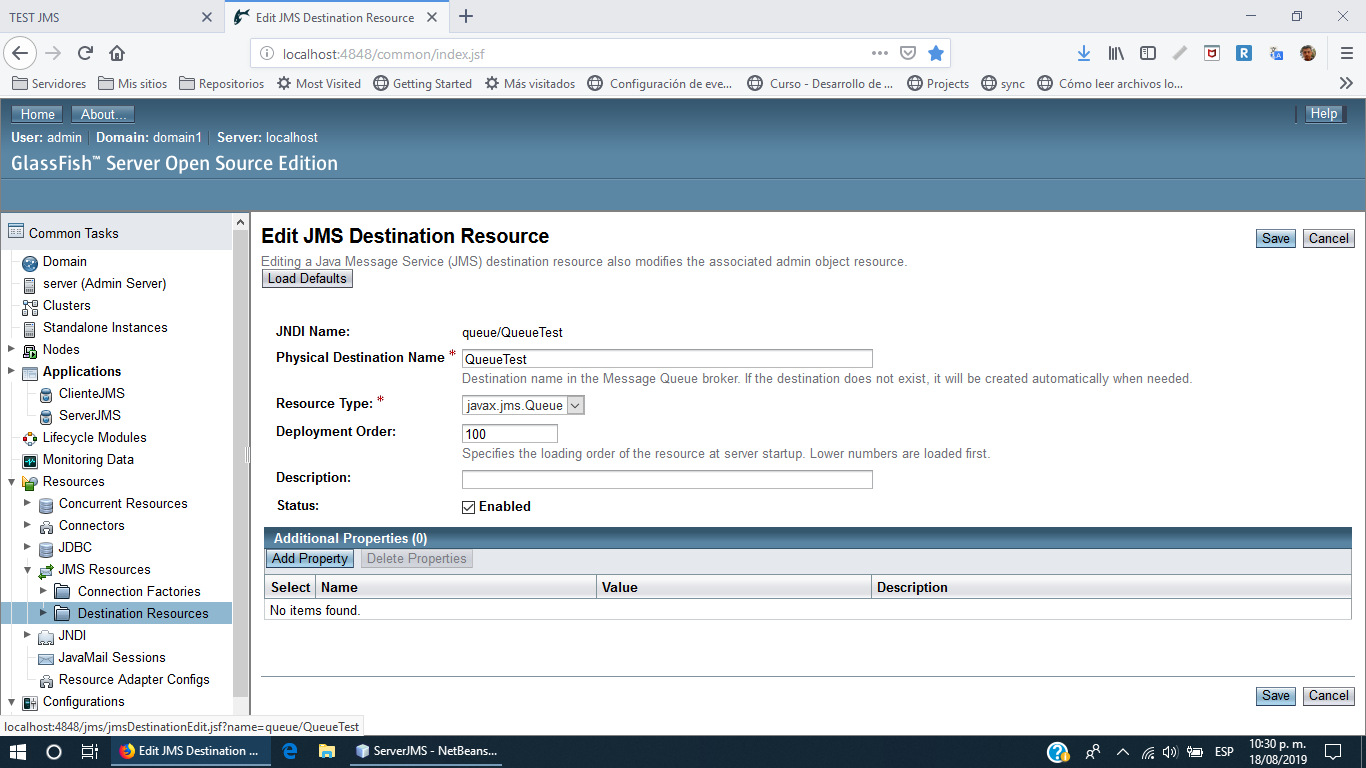 TEST JMS
Edit JMS Destination Resource
localhost:4848/common/index.jsf
Servidores
Mis sitios
Repositorios
Most Visited
Getting Started
Más visitados
Configuración de eve...
Curso - Desarrollo de ...
Projects
sync
Cómo leer archivos lo...
Home
About...
Help
User: admin
Domain: domain1
Server: localhost
GlassFish™ Server Open Source Edition
Common Tasks
Domain
server (Admin Server)
Clusters
Standalone Instances
Nodes
Applications
ClienteJMS
ServerJMS
Lifecycle Modules
Monitoring Data
Resources
Concurrent Resources
Connectors
JDBC
JMS Resources
Connection Factories
Destination Resources
JNDI
JavaMail Sessions
Resource Adapter Configs
Configurations
Edit JMS Destination Resource
Save
Cancel
Editing a Java Message Service (JMS) destination resource also modifies the associated admin object resource.
Load Defaults
JNDI Name: queue/QueueTest
Physical Destination Name * QueueTest
Destination name in the Message Queue broker. If the destination does not exist, it will be created automatically when needed.
Resource Type: * javax.jms.Queue
Deployment Order: 100
Specifies the loading order of the resource at server startup. Lower numbers are loaded first.
Description:
Status: Enabled
Additional Properties (0)
Add Property
Delete Properties
Select Name Value Description
No items found.
Save
Cancel
localhost:4848/jms/jmsDestinationEdit.jsf?name=queue/QueueTest
Edit JMS Destination ...
ServerJMS - NetBeans...
ESP
10:30 p. m.
18/08/2019